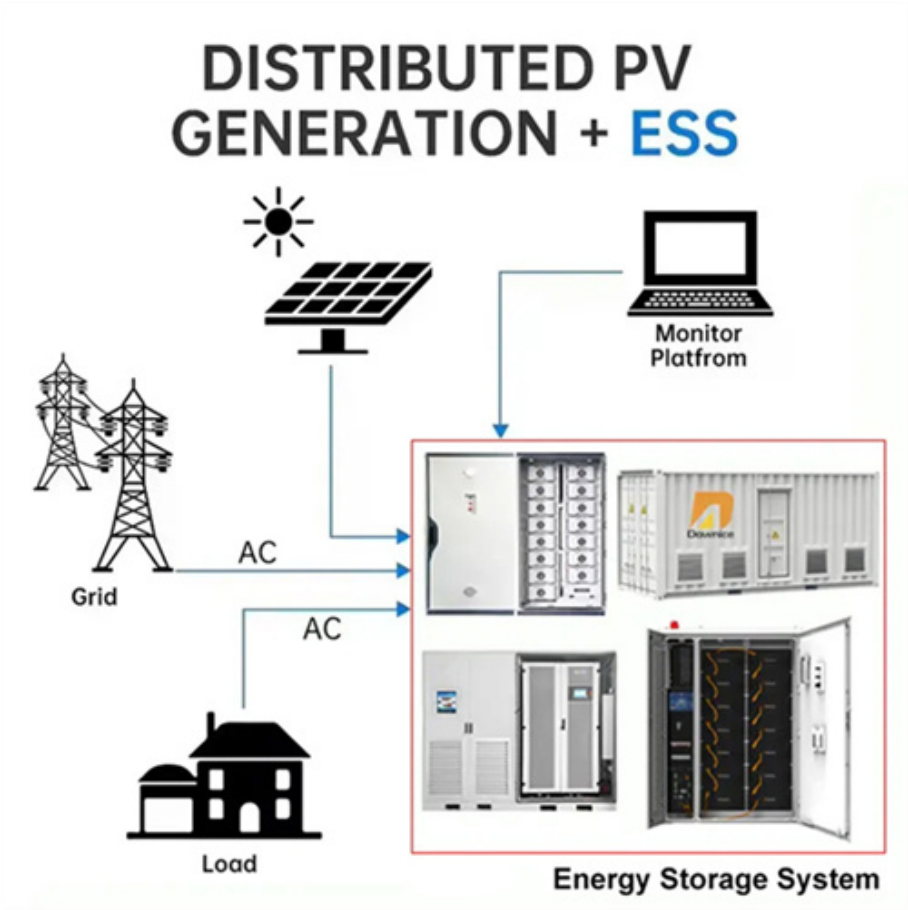 DISTRIBUTED PV
GENERATION + ESS
Monitor
Platfrom
Grid
AC
AC
Load
Energy Storage System